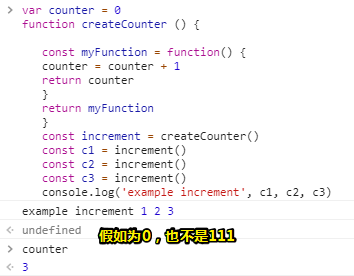 var counter = 0
function createCounter () {
const myFunction = function() {
counter = counter + 1
return counter
}
return myFunction
}
const increment = createCounter()
const c1 = increment()
const c2 = increment()
const c3 = increment()
console.log('example increment', c1, c2, c3)
example increment 1 2 3
undefined
假如为0，也不是111
counter
3